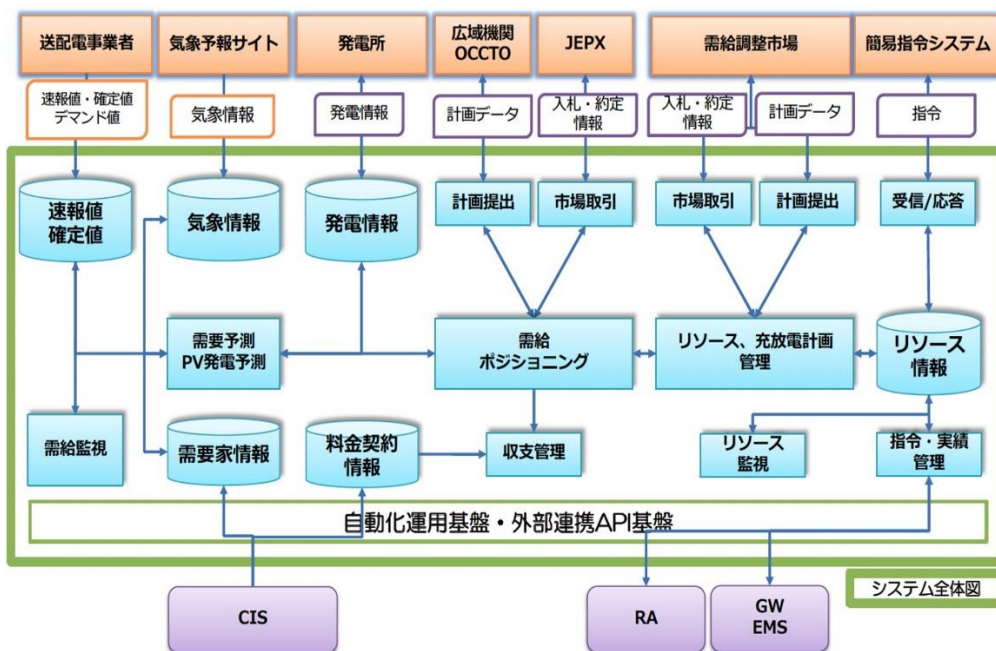 送配電事業者
気象予報サイト
発電所
広域機関
OCCTO
JEPX
需給調整市場
簡易指令システム
速報値・確定値
デマンド値
気象情報
発電情報
計画データ
入札・約定
情報
入札・約定
情報
計画データ
指令
速報値
確定値
気象情報
発電情報
計画提出
市場取引
市場取引
計画提出
受信/応答
需要予測
PV発電予測
需給
ポジショニング
リソース、充放電計画
管理
リソース
情報
需給監視
需要家情報
料金契約
情報
収支管理
リソース
監視
指令・実績
管理
自動化運用基盤・外部連携API基盤
システム全体図
CIS
RA
GW
EMS